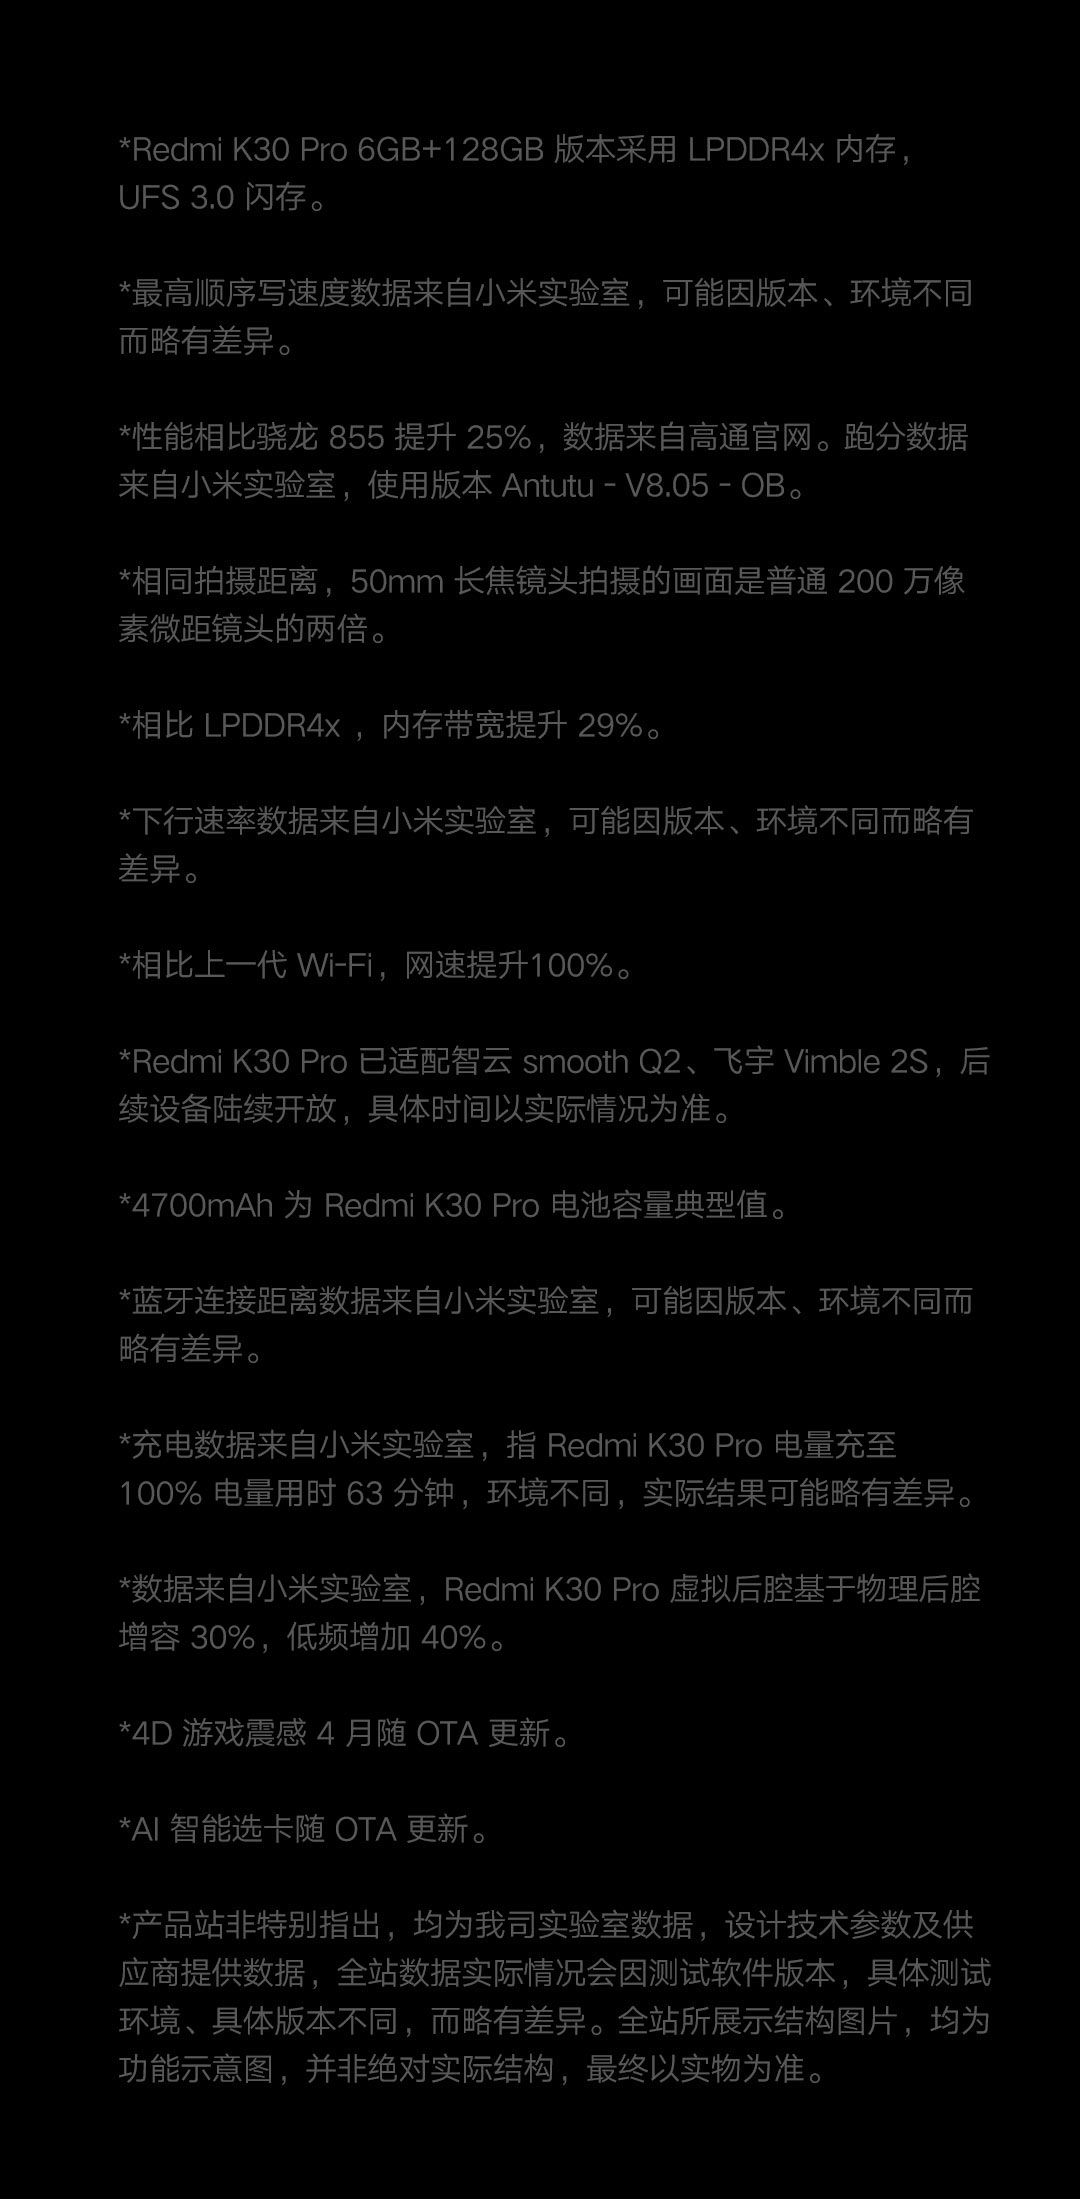 *Redmi K30 Pro 6GB+128GB 版本采用 LPDDR4x 内存，
UFS 3.0 闪存。
*最高顺序写速度数据来自小米实验室，可能因版本、环境不同
而略有差异。
*性能相比骁龙 855 提升 25%，数据来自高通官网。跑分数据
来自小米实验室，使用版本 Antutu - V8.05 - OB。
*相同拍摄距离，50mm 长焦镜头拍摄的画面是普通 200 万像
素微距镜头的两倍。
*相比 LPDDR4x ，内存带宽提升 29%。
*下行速率数据来自小米实验室，可能因版本、环境不同而略有
差异。
*相比上一代 Wi-Fi，网速提升100%。
*Redmi K30 Pro 已适配智云 smooth Q2、飞宇 Vimble 2S，后
续设备陆续开放，具体时间以实际情况为准。
*4700mAh 为 Redmi K30 Pro 电池容量典型值。
*蓝牙连接距离数据来自小米实验室，可能因版本、环境不同而
略有差异。
*充电数据来自小米实验室，指 Redmi K30 Pro 电量充至
100% 电量用时 63 分钟，环境不同，实际结果可能略有差异。
*数据来自小米实验室，Redmi K30 Pro 虚拟后腔基于物理后腔
增容 30%，低频增加 40%。
*4D 游戏震感 4 月随 OTA 更新。
*AI 智能选卡随 OTA 更新。
*产品站非特别指出，均为我司实验室数据，设计技术参数及供
应商提供数据，全站数据实际情况会因测试软件版本，具体测试
环境、具体版本不同，而略有差异。全站所展示结构图片，均为
功能示意图，并非绝对实际结构，最终以实物为准。